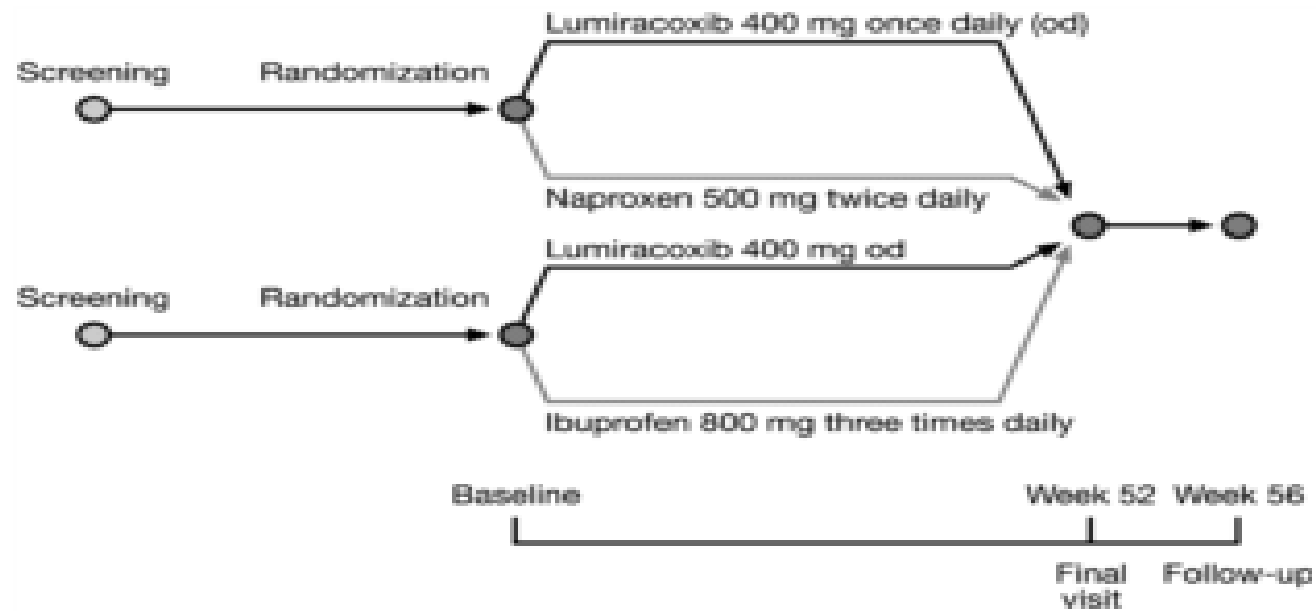 Lumiracoxib 400 mg once daily (od)
Screening Randomization
Naproxen 500 mg twice daily
Lumiracoxib 400 mg od
Screening Randomization
Ibuprofen 800 mg three times daily
Baseline Week 52 Week 56
Final Follow-up
visit